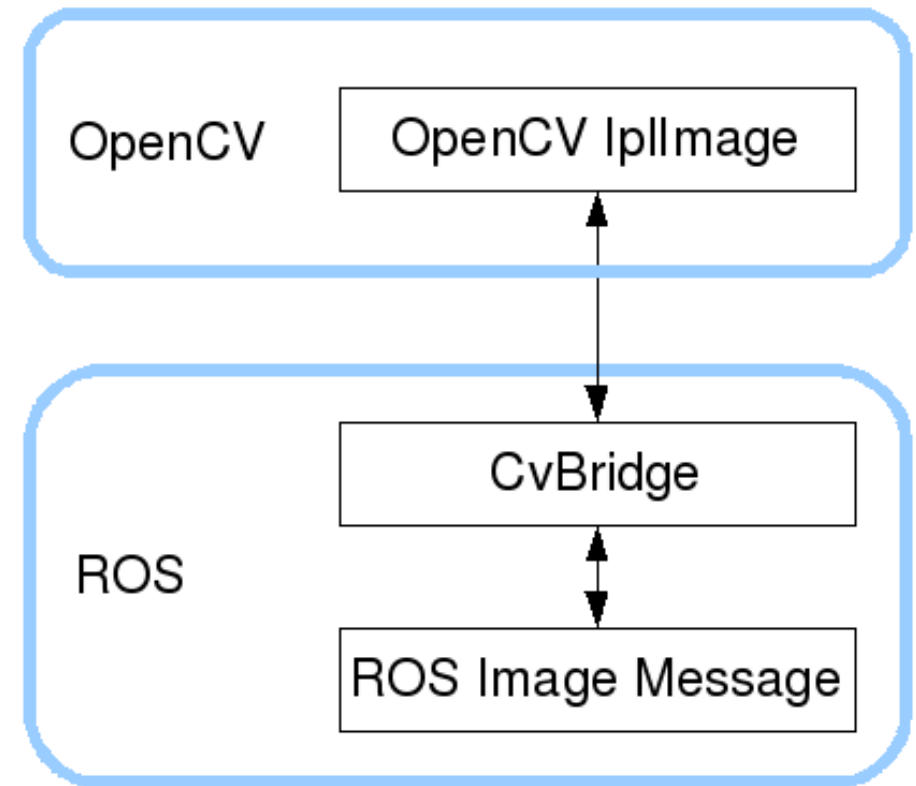 OpenCV
OpenCV IplImage
CvBridge
ROS
ROS Image Message